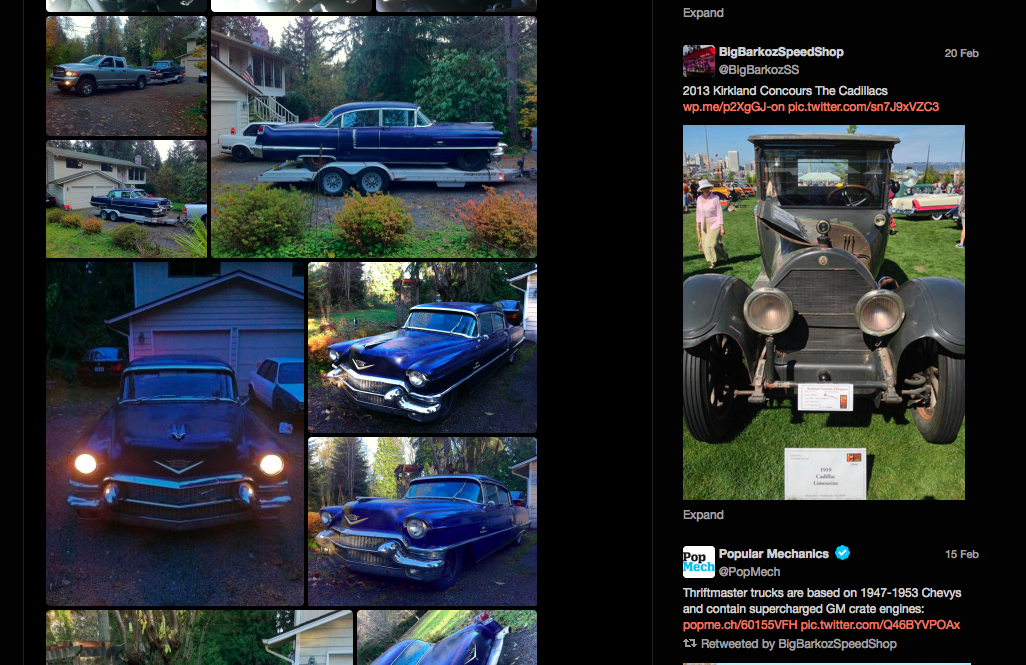 Expand
BigBarkozSpeedShop
20 Feb
@BigBarkozSS
2013 Kirkland Concours The Cadillacs
wp.me/p2XgGJ-on pic.twitter.com/sn7J9xVZC3
1919
Cadillac
Limousine
Expand
Pop
Mech
Popular Mechanics
15 Feb
@PopMech
Thriftmaster trucks are based on 1947-1953 Chevys
and contain supercharged GM crate engines:
popme.ch/60155VFH pic.twitter.com/Q46BYVPOAx
Retweeted by BigBarkozSpeedShop